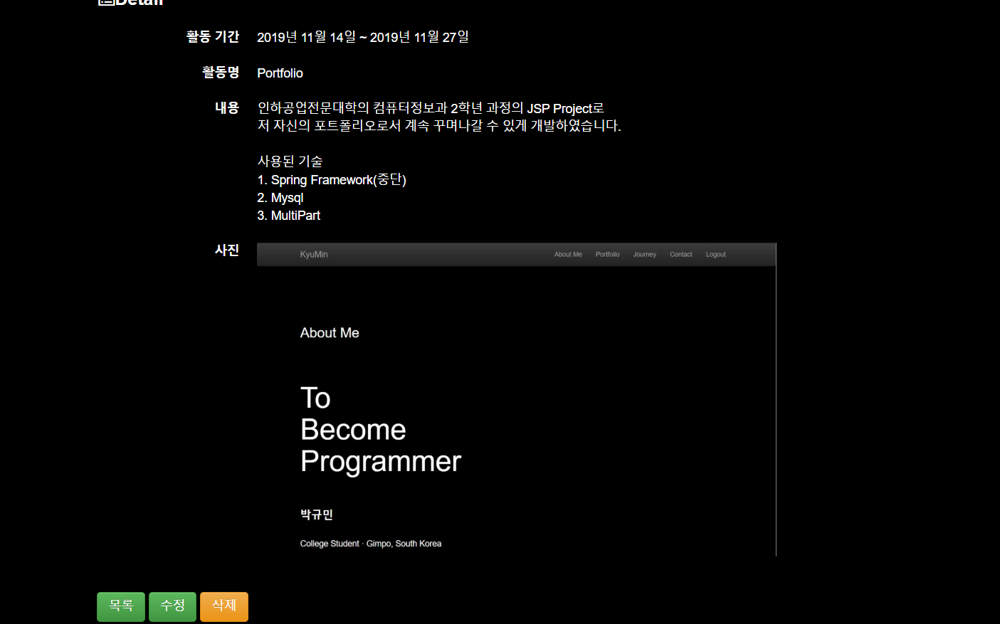 Detail
활동 기간 2019년 11월 14일 ~ 2019년 11월 27일
활동명 Portfolio
내용 인하공업전문대학의 컴퓨터정보과 2학년 과정의 JSP Project로
저 자신의 포트폴리오로서 계속 꾸며나갈 수 있게 개발하였습니다.
사용된 기술
1. Spring Framework(중단)
2. Mysql
3. MultiPart
사진
KyuMin About Me Portfolio Journey Contact Logout
About Me
To
Become
Programmer
박규민
College Student · Gimpo, South Korea
목록 수정 삭제